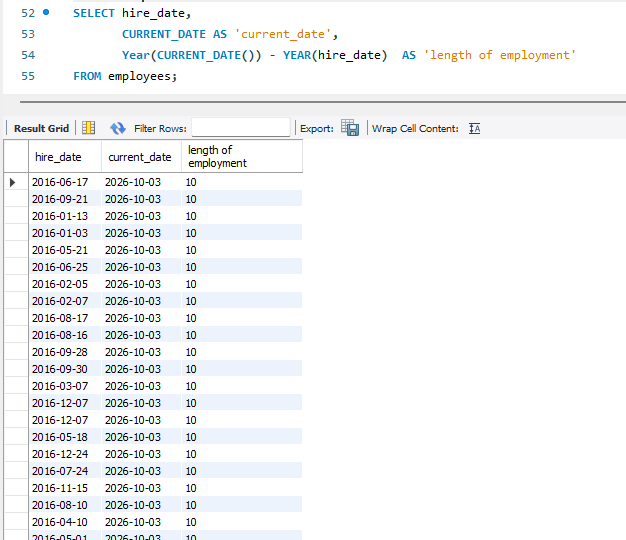 52 SELECT hire_date,
53 CURRENT_DATE AS 'current_date',
54 Year(CURRENT_DATE()) - YEAR(hire_date)  AS 'length of employment'
55 FROM employees;
Result Grid Filter Rows: Export: Wrap Cell Content: IA
hire_date current_date length of
employment
2016-06-17 2026-10-03 10
2016-09-21 2026-10-03 10
2016-01-13 2026-10-03 10
2016-01-03 2026-10-03 10
2016-05-21 2026-10-03 10
2016-06-25 2026-10-03 10
2016-02-05 2026-10-03 10
2016-02-07 2026-10-03 10
2016-08-17 2026-10-03 10
2016-08-16 2026-10-03 10
2016-09-28 2026-10-03 10
2016-09-30 2026-10-03 10
2016-03-07 2026-10-03 10
2016-12-07 2026-10-03 10
2016-12-07 2026-10-03 10
2016-05-18 2026-10-03 10
2016-12-24 2026-10-03 10
2016-07-24 2026-10-03 10
2016-11-15 2026-10-03 10
2016-08-10 2026-10-03 10
2016-04-10 2026-10-03 10
2016-05-01 2026-10-03 10